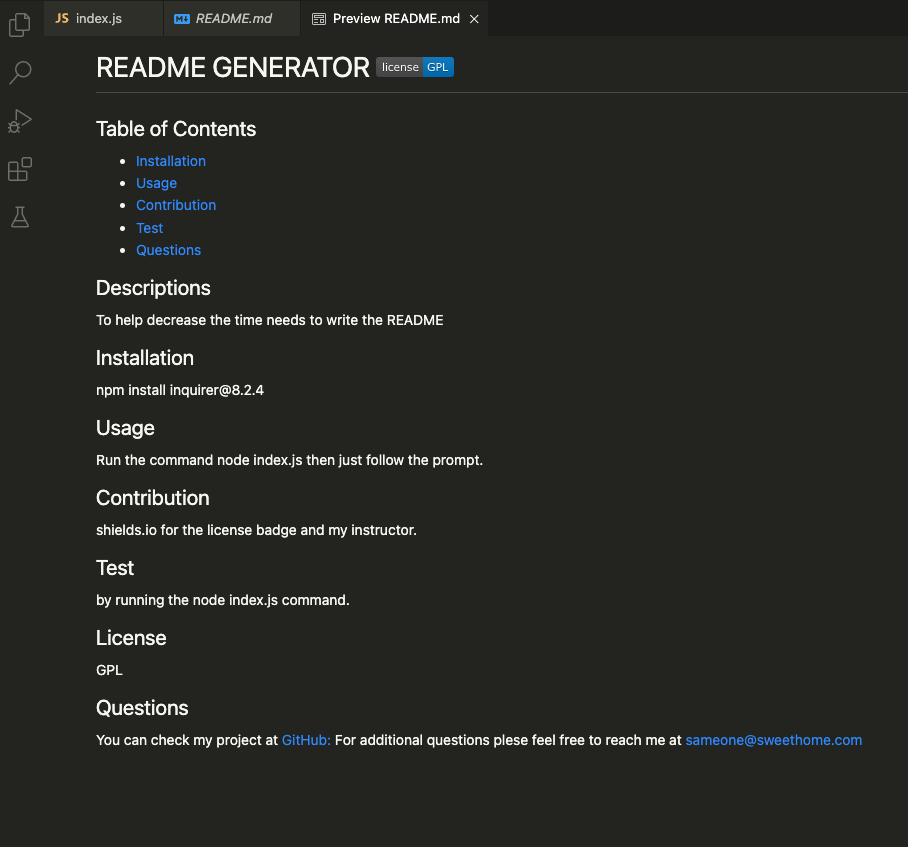 JS index.js README.md Preview README.md
README GENERATOR license GPL
Table of Contents
Installation
Usage
Contribution
Test
Questions
Descriptions
To help decrease the time needs to write the README
Installation
npm install inquirer@8.2.4
Usage
Run the command node index.js then just follow the prompt.
Contribution
shields.io for the license badge and my instructor.
Test
by running the node index.js command.
License
GPL
Questions
You can check my project at GitHub: For additional questions plese feel free to reach me at sameone@sweethome.com